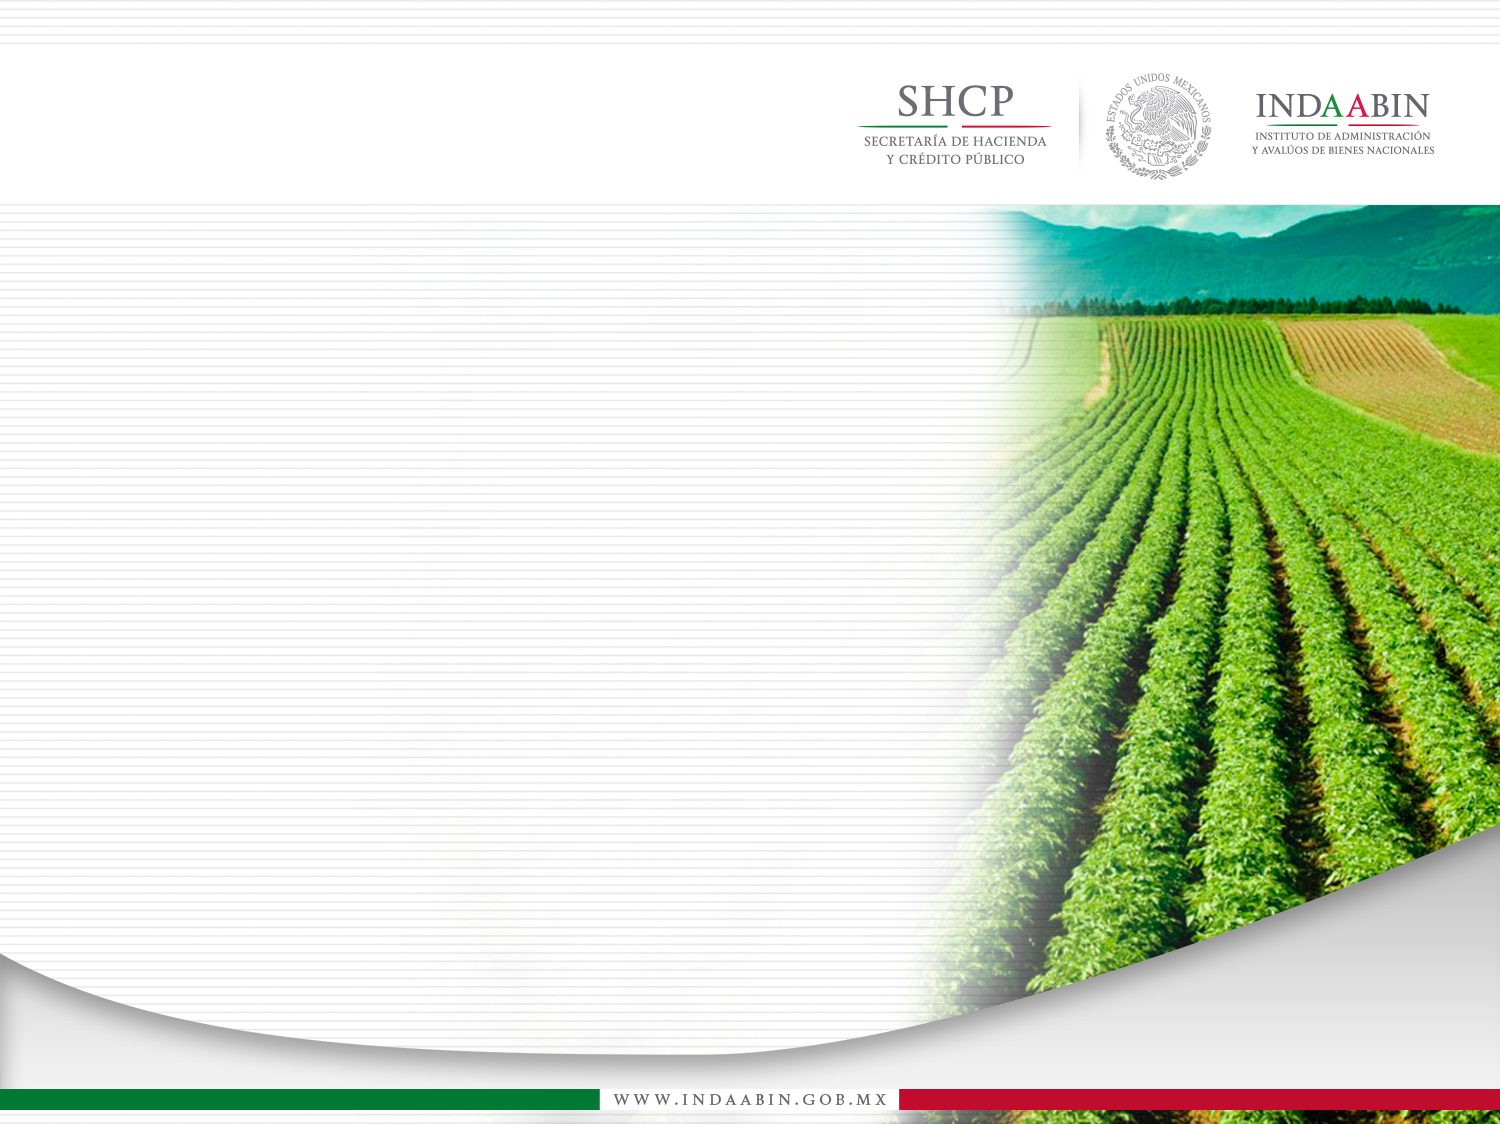 SHCP
SECRETARÍA DE HACIENDA
Y CRÉDITO PÚBLICO
ESTADOS UNIDOS MEXICANOS
INDAABIN
INSTITUTO DE ADMINISTRACIÓN
Y AVALÚOS DE BIENES NACIONALES
WWW.INDAABIN.GOB.MX